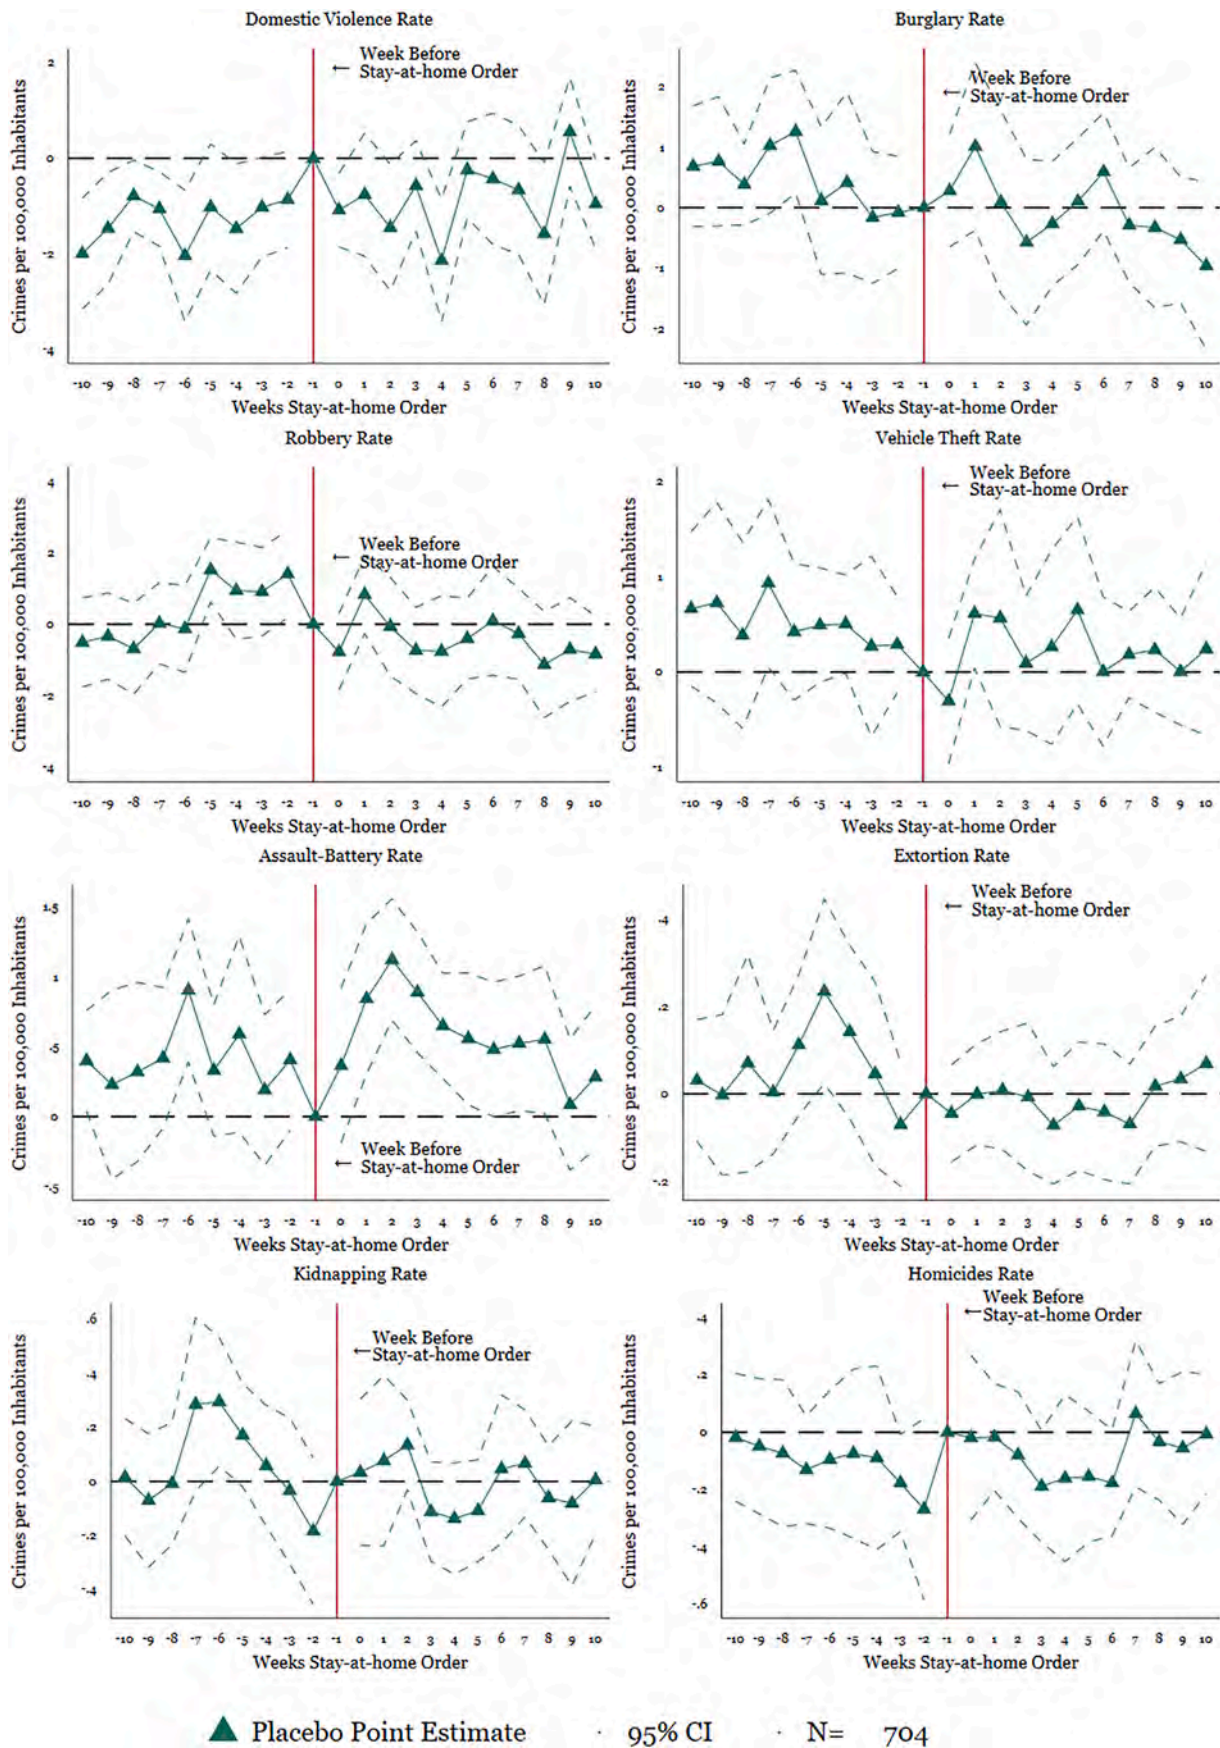 Domestic Violence Rate
Crimes per 100,000 Inhabitants
2
0
-2
-4
← Week Before
Stay-at-home Order
-10 -9 -8 -7 -6 -5 -4 -3 -2 -1 0 1 2 3 4 5 6 7 8 9 10
Weeks Stay-at-home Order
Burglary Rate
Crimes per 100,000 Inhabitants
2
1
0
-1
-2
Week Before
← Stay-at-home Order
-10 -9 -8 -7 -6 -5 -4 -3 -2 -1 0 1 2 3 4 5 6 7 8 9 10
Weeks Stay-at-home Order
Robbery Rate
Crimes per 100,000 Inhabitants
4
2
0
-2
-4
Week Before
← Stay-at-home Order
-10 -9 -8 -7 -6 -5 -4 -3 -2 -1 0 1 2 3 4 5 6 7 8 9 10
Weeks Stay-at-home Order
Vehicle Theft Rate
Crimes per 100,000 Inhabitants
2
1
0
-1
Week Before
← Stay-at-home Order
-10 -9 -8 -7 -6 -5 -4 -3 -2 -1 0 1 2 3 4 5 6 7 8 9 10
Weeks Stay-at-home Order
Assault-Battery Rate
Crimes per 100,000 Inhabitants
1.5
1
.5
0
-.5
Week Before
← Stay-at-home Order
-10 -9 -8 -7 -6 -5 -4 -3 -2 -1 0 1 2 3 4 5 6 7 8 9 10
Weeks Stay-at-home Order
Extortion Rate
Crimes per 100,000 Inhabitants
.4
.2
0
-.2
Week Before
← Stay-at-home Order
-10 -9 -8 -7 -6 -5 -4 -3 -2 -1 0 1 2 3 4 5 6 7 8 9 10
Weeks Stay-at-home Order
Kidnapping Rate
Crimes per 100,000 Inhabitants
.6
.4
.2
0
-.2
-.4
Week Before
← Stay-at-home Order
-10 -9 -8 -7 -6 -5 -4 -3 -2 -1 0 1 2 3 4 5 6 7 8 9 10
Weeks Stay-at-home Order
Homicides Rate
Crimes per 100,000 Inhabitants
.4
.2
0
-.2
-.4
-.6
Week Before
← Stay-at-home Order
-10 -9 -8 -7 -6 -5 -4 -3 -2 -1 0 1 2 3 4 5 6 7 8 9 10
Weeks Stay-at-home Order
Placebo Point Estimate · 95% CI · N= 704